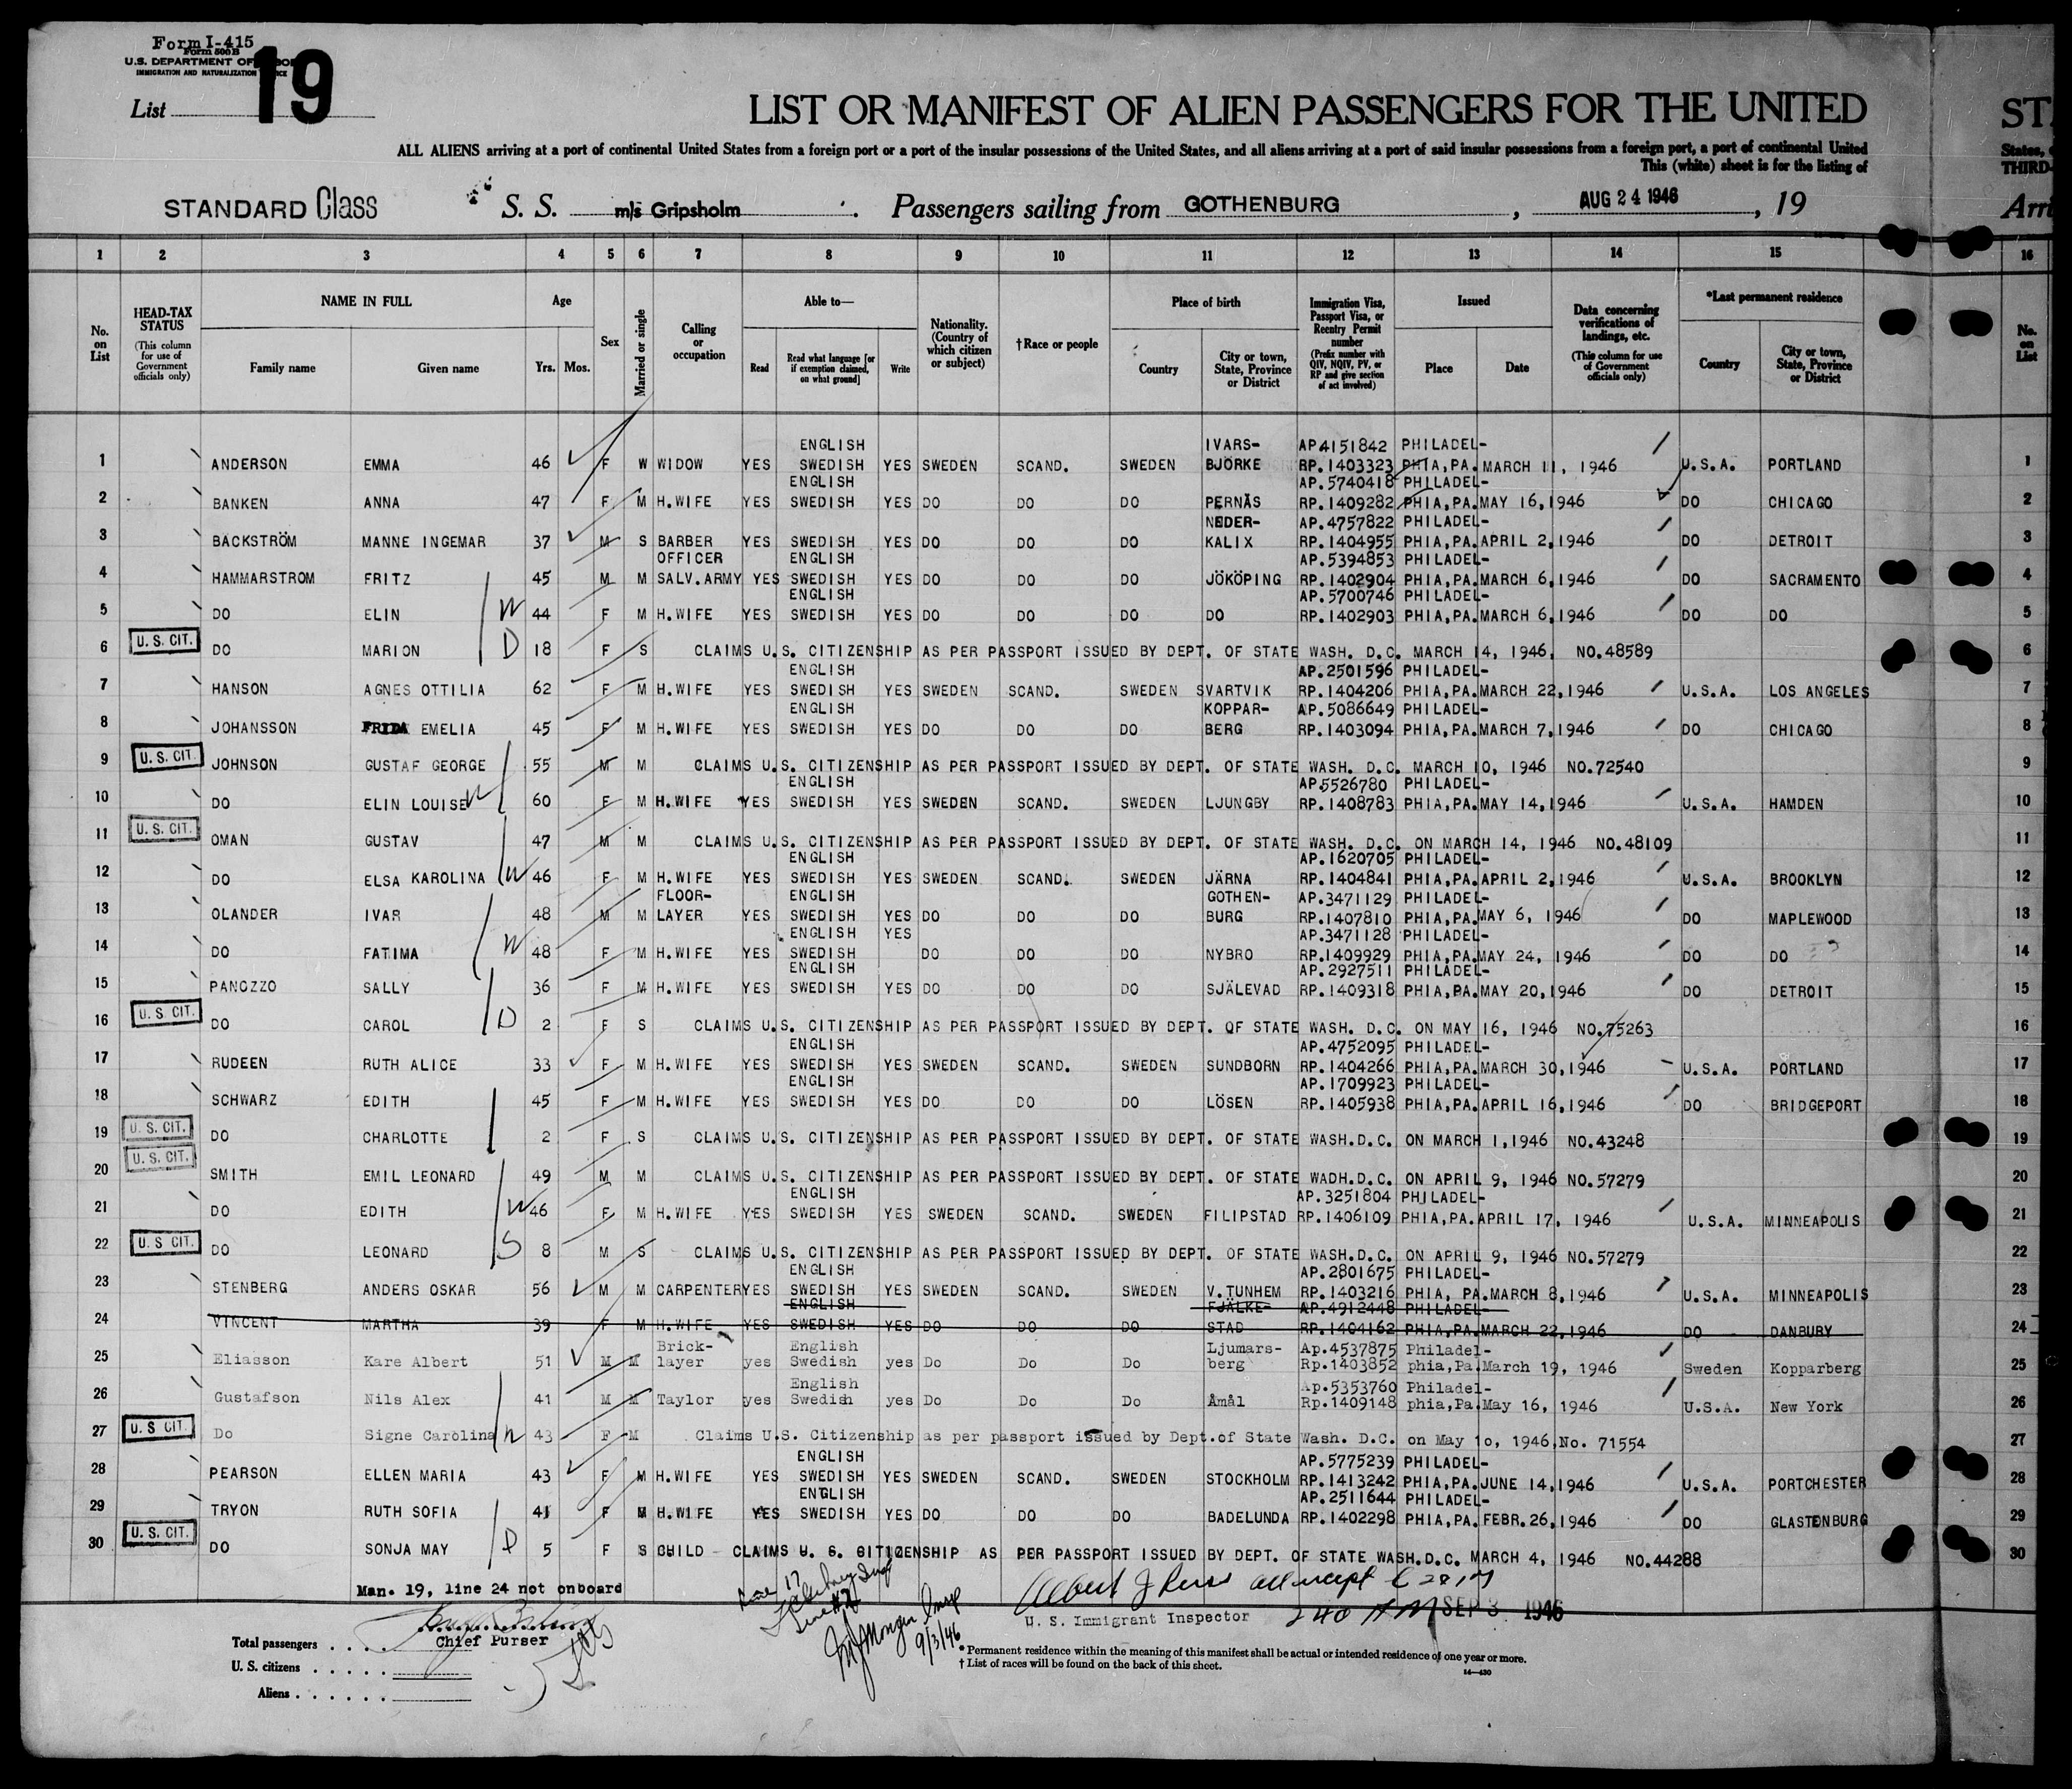 Form I-415
Form 500B
U.S. DEPARTMENT OF
IMMIGRATION AND NATURALIZATION
List 19
LIST OR MANIFEST OF ALIEN PASSENGERS FOR THE UNITED
ST
ALL ALIENS arriving at a port of continental United States from a foreign port or a port of the insular possessions of the United States, and all aliens arriving at a port of said insular possessions from a foreign port, a port of continental United
States,
This (white) sheet is for the listing of
THIRD-
STANDARD Class S. S. m/s Gripsholm Passengers sailing from GOTHENBURG, AUG 24 1946, 19
Arri
1 2 3 4 5 6 7 8 9 10 11 12 13 14 15 16
No. on List
HEAD-TAX STATUS
(This column for use of Government officials only)
NAME IN FULL
Family name
Given name
Age
Yrs. Mos.
Sex
Married or single
Calling or occupation
Able to—
Read
Read what language [or if exemption claimed, on what ground]
Write
Nationality. (Country of which citizen or subject)
†Race or people
Place of birth
Country
City or town, State, Province or District
Immigration Visa, Passport Visa, or Reentry Permit number
(Prefix number with QIV, NQIV, PV, or RP and give section of act involved)
Issued
Place
Date
Data concerning verifications of landings, etc.
(This column for use of Government officials only)
*Last permanent residence
Country
City or town, State, Province or District
No. on List
ENGLISH IVARS- AP4151842 PHILADEL-
1 ANDERSON EMMA 46 F W WIDOW YES SWEDISH YES SWEDEN SCAND. SWEDEN BJÖRKE RP.1403323 PHIA,PA. MARCH 11, 1946 U.S.A. PORTLAND 1
ENGLISH AP.5740418 PHILADEL-
2 BANKEN ANNA 47 F M H.WIFE YES SWEDISH YES DO DO DO PERNÄS RP.1409282 PHIA,PA. MAY 16,1946 DO CHICAGO 2
NEDER- AP.4757822 PHILADEL-
3 BÄCKSTRÖM MANNE INGEMAR 37 M S BARBER YES SWEDISH YES DO DO DO KALIX RP.1404955 PHIA,PA. APRIL 2,1946 DO DETROIT 3
OFFICER ENGLISH AP.5394853 PHILADEL-
4 HAMMARSTROM FRITZ 45 M M SALV.ARMY YES SWEDISH YES DO DO DO JÖKÖPING RP.1402904 PHIA,PA. MARCH 6,1946 DO SACRAMENTO 4
ENGLISH AP.5700746 PHILADEL-
5 DO ELIN W 44 F M H.WIFE YES SWEDISH YES DO DO DO DO RP.1402903 PHIA,PA. MARCH 6,1946 DO DO 5
6 U. S. CIT. DO MARION D 18 F S CLAIMS U.S. CITIZENSHIP AS PER PASSPORT ISSUED BY DEPT. OF STATE WASH. D.C. MARCH 14, 1946, NO.48589 6
ENGLISH AP.2501596 PHILADEL-
7 HANSON AGNES OTTILIA 62 F M H.WIFE YES SWEDISH YES SWEDEN SCAND. SWEDEN SVARTVIK RP.1404206 PHIA,PA. MARCH 22,1946 U.S.A. LOS ANGELES 7
ENGLISH KOPPAR- AP.5086649 PHILADEL-
8 JOHANSSON FRIDA EMELIA 45 F M H.WIFE YES SWEDISH YES DO DO DO BERG RP.1403094 PHIA,PA. MARCH 7,1946 DO CHICAGO 8
9 U. S. CIT. JOHNSON GUSTAF GEORGE 55 M M CLAIMS U.S. CITIZENSHIP AS PER PASSPORT ISSUED BY DEPT. OF STATE WASH. D.C. MARCH 10, 1946 NO.72540 9
ENGLISH AP.5526780 PHILADEL-
10 DO ELIN LOUISE W 60 F M H.WIFE YES SWEDISH YES SWEDEN SCAND. SWEDEN LJUNGBY RP.1408783 PHIA,PA. MAY 14,1946 U.S.A. HAMDEN 10
11 U. S. CIT. OMAN GUSTAV 47 M M CLAIMS U.S. CITIZENSHIP AS PER PASSPORT ISSUED BY DEPT. OF STATE WASH. D.C. ON MARCH 14, 1946 NO.48109 11
ENGLISH AP.1620705 PHILADEL-
12 DO ELSA KAROLINA W 46 F M H.WIFE YES SWEDISH YES SWEDEN SCAND. SWEDEN JÄRNA RP.1404841 PHIA,PA. APRIL 2,1946 U.S.A. BROOKLYN 12
FLOOR- ENGLISH GOTHEN- AP.3471129 PHILADEL-
13 OLANDER IVAR 48 M M LAYER YES SWEDISH YES DO DO DO BURG RP.1407810 PHIA,PA. MAY 6, 1946 DO MAPLEWOOD 13
ENGLISH YES AP.3471128 PHILADEL-
14 DO FATIMA W 48 F M H.WIFE YES SWEDISH DO DO DO NYBRO RP.1409929 PHIA,PA. MAY 24, 1946 DO DO 14
ENGLISH AP.2927511 PHILADEL-
15 PANOZZO SALLY 36 F M H.WIFE YES SWEDISH YES DO DO DO SJÄLEVAD RP.1409318 PHIA,PA. MAY 20,1946 DO DETROIT 15
16 U. S. CIT. DO CAROL D 2 F S CLAIMS U.S. CITIZENSHIP AS PER PASSPORT ISSUED BY DEPT. OF STATE WASH. D.C. ON MAY 16, 1946 NO.75263 16
ENGLISH AP.4752095 PHILADEL-
17 RUDEEN RUTH ALICE 33 F M H.WIFE YES SWEDISH YES SWEDEN SCAND. SWEDEN SUNDBORN RP.1404266 PHIA,PA. MARCH 30,1946 U.S.A. PORTLAND 17
ENGLISH AP.1709923 PHILADEL-
18 SCHWARZ EDITH 45 F M H.WIFE YES SWEDISH YES DO DO DO LÖSEN RP.1405938 PHIA,PA. APRIL 16,1946 DO BRIDGEPORT 18
19 U. S. CIT. DO CHARLOTTE 2 F S CLAIMS U.S. CITIZENSHIP AS PER PASSPORT ISSUED BY DEPT. OF STATE WASH.D.C. ON MARCH 1,1946 NO.43248 19
20 U. S. CIT. SMITH EMIL LEONARD 49 M M CLAIMS U.S. CITIZENSHIP AS PER PASSPORT ISSUED BY DEPT. OF STATE WADH.D.C. ON APRIL 9, 1946 NO.57279 20
ENGLISH AP.3251804 PHILADEL-
21 DO EDITH W 46 F M H.WIFE YES SWEDISH YES SWEDEN SCAND. SWEDEN FILIPSTAD RP.1406109 PHIA,PA. APRIL 17, 1946 U.S.A. MINNEAPOLIS 21
22 U. S CIT. DO LEONARD S 8 M S CLAIMS U.S. CITIZENSHIP AS PER PASSPORT ISSUED BY DEPT. OF STATE WASH.D.C. ON APRIL 9, 1946 NO.57279 22
ENGLISH AP.2801675 PHILADEL-
23 STENBERG ANDERS OSKAR 56 M M CARPENTER YES SWEDISH YES SWEDEN SCAND. SWEDEN V.TUNHEM RP.1403216 PHIA, PA. MARCH 8,1946 U.S.A. MINNEAPOLIS 23
ENGLISH FJÄLKE- AP.4912448 PHILADEL-
24 VINCENT MARTHA 39 F M H.WIFE YES SWEDISH YES DO DO DO STAD RP.1404162 PHIA,PA. MARCH 22,1946 DO DANBURY 24
Brick- English Ljumars- Ap.4537875 Philadel-
25 Eliasson Kare Albert 51 M M layer yes Swedish yes Do Do Do berg Rp.1403852 phia,Pa. March 19, 1946 Sweden Kopparberg 25
English Ap.5353760 Philadel-
26 Gustafson Nils Alex 41 M M Taylor yes Swedish yes Do Do Do Åmål Rp.1409148 phia,Pa. May 16, 1946 U.S.A. New York 26
27 U. S CIT. Do Signe Carolina W 43 F M Claims U.S. Citizenship as per passport issued by Dept.of State Wash. D.C. on May 1o, 1946,No. 71554 27
ENGLISH AP.5775239 PHILADEL-
28 PEARSON ELLEN MARIA 43 F M H.WIFE YES SWEDISH YES SWEDEN SCAND. SWEDEN STOCKHOLM RP.1413242 PHIA,PA. JUNE 14,1946 U.S.A. PORTCHESTER 28
ENGLISH AP.2511644 PHILADEL-
29 TRYON RUTH SOFIA 41 F M H.WIFE YES SWEDISH YES DO DO DO BADELUNDA RP.1402298 PHIA,PA. FEBR.26,1946 DO GLASTENBURG 29
30 U. S. CIT. DO SONJA MAY D 5 F S CHILD CLAIMS U. S. CITIZENSHIP AS PER PASSPORT ISSUED BY DEPT. OF STATE WASH.D.C. MARCH 4, 1946 NO.44288 30
Man. 19, line 24 not onboard
Line 17
Albert J except
U. S. Immigrant Inspector 240 AM SEP 3 1946
Chief Purser
9/3/46
Total passengers . . . .
U. S. citizens . . . . .
Aliens . . . . . .
* Permanent residence within the meaning of this manifest shall be actual or intended residence of one year or more.
† List of races will be found on the back of this sheet.
14—430